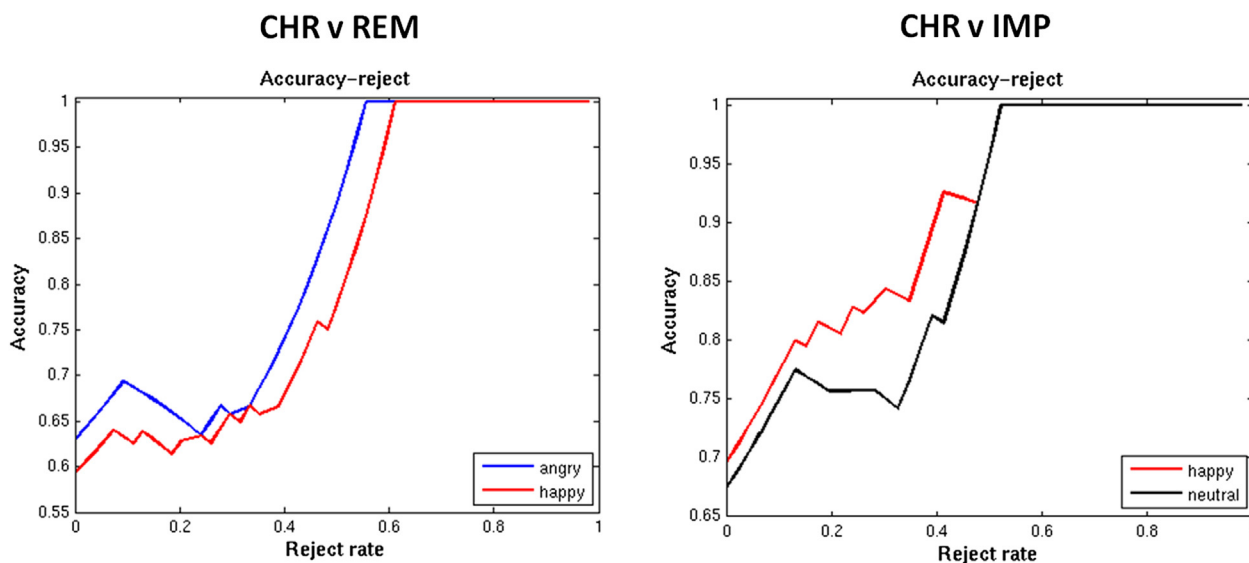 CHR v REM
Accuracy-reject
1
0.95
0.9
0.85
0.8
0.75
0.7
0.65
0.6
0.55
0
0.2
0.4
0.6
0.8
1
Accuracy
Reject rate
angry
happy
CHR v IMP
Accuracy-reject
1
0.95
0.9
0.85
0.8
0.75
0.7
0.65
0
0.2
0.4
0.6
0.8
Accuracy
Reject rate
happy
neutral